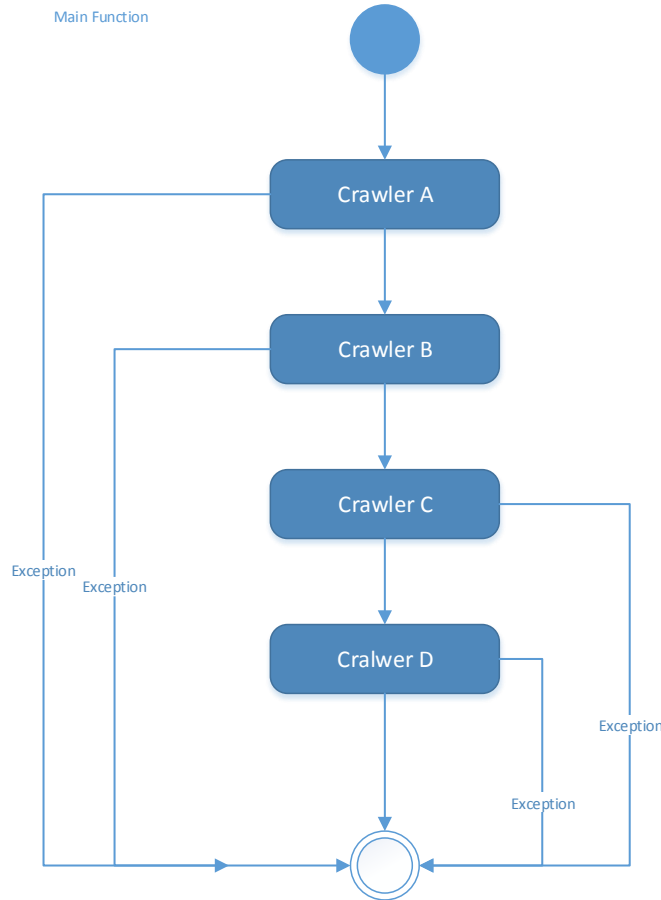 Main Function
Crawler A
Crawler B
Crawler C
Exception
Exception
Cralwer D
Exception
Exception